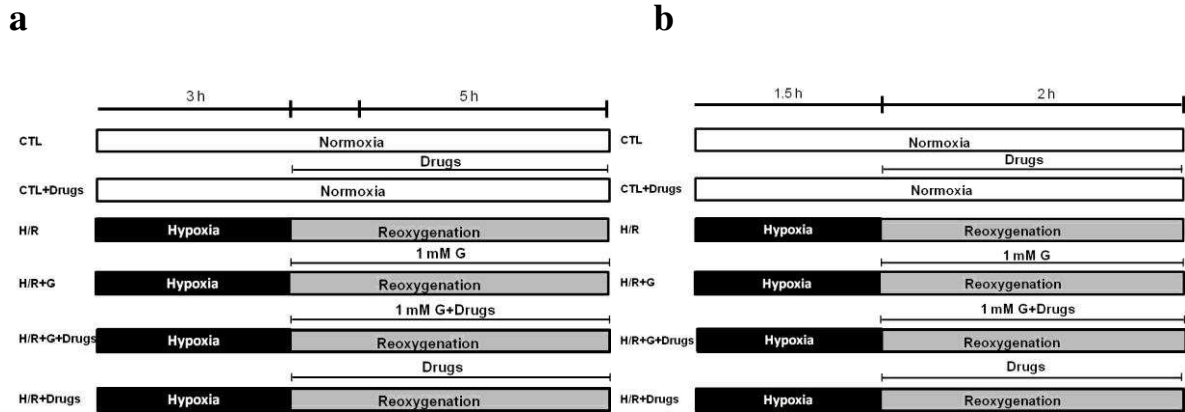 a
3 h
5 h
CTL
Normoxia
Drugs
CTL+Drugs
Normoxia
H/R
Hypoxia
Reoxygenation
1 mM G
H/R+G
Hypoxia
Reoxygenation
1 mM G+Drugs
H/R+G+Drugs
Hypoxia
Reoxygenation
Drugs
H/R+Drugs
Hypoxia
Reoxygenation
b
1.5 h
2 h
CTL
Normoxia
Drugs
CTL+Drugs
Normoxia
H/R
Hypoxia
Reoxygenation
1 mM G
H/R+G
Hypoxia
Reoxygenation
1 mM G+Drugs
H/R+G+Drugs
Hypoxia
Reoxygenation
Drugs
H/R+Drugs
Hypoxia
Reoxygenation